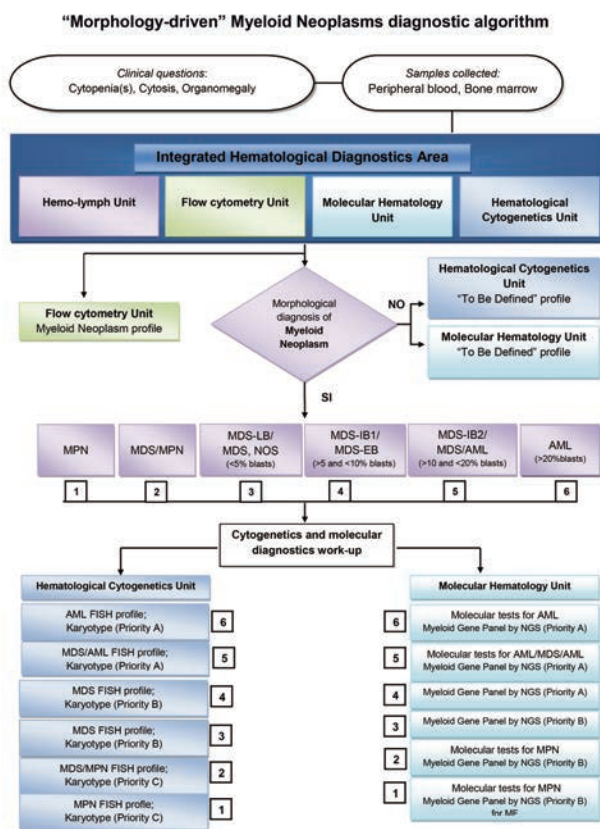 “Morphology-driven” Myeloid Neoplasms diagnostic algorithm
Clinical questions:
Cytopenia(s), Cytosis, Organomegaly
Samples collected:
Peripheral blood, Bone marrow
Integrated Hematological Diagnostics Area
Hemo-lymph Unit
Flow cytometry Unit
Molecular Hematology
Unit
Hematological
Cytogenetics Unit
Flow cytometry Unit
Myeloid Neoplasm profile
Morphological
diagnosis of
Myeloid
Neoplasm
NO
Hematological Cytogenetics
Unit
“To Be Defined” profile
Molecular Hematology Unit
“To Be Defined” profile
SI
MPN
MDS/MPN
MDS-LB/
MDS, NOS
(<5% blasts)
MDS-IB1/
MDS-EB
(>5 and <10% blasts)
MDS-IB2/
MDS/AML
(>10 and <20% blasts)
AML
(>20%blasts)
1
2
3
4
5
6
Cytogenetics and molecular
diagnostics work-up
Hematological Cytogenetics Unit
AML FISH profile;
Karyotype (Priority A)
6
MDS/AML FISH profile;
Karyotype (Priority A)
5
MDS FISH profile;
Karyotype (Priority B)
4
MDS FISH profile;
Karyotype (Priority B)
3
MDS/MPN FISH profile;
Karyotype (Priority C)
2
MPN FISH profle;
Karyotype (Priority C)
1
Molecular Hematology Unit
6
Molecular tests for AML
Myeloid Gene Panel by NGS (Priority A)
5
Molecular tests for AML/MDS/AML
Myeloid Gene Panel by NGS (Priority A)
4
Myeloid Gene Panel by NGS (Priority A)
3
Myeloid Gene Panel by NGS (Priority B)
2
Molecular tests for MPN
Myeloid Gene Panel by NGS (Priority B)
1
Molecular tests for MPN
Myeloid Gene Panel by NGS (Priority B)
for MF